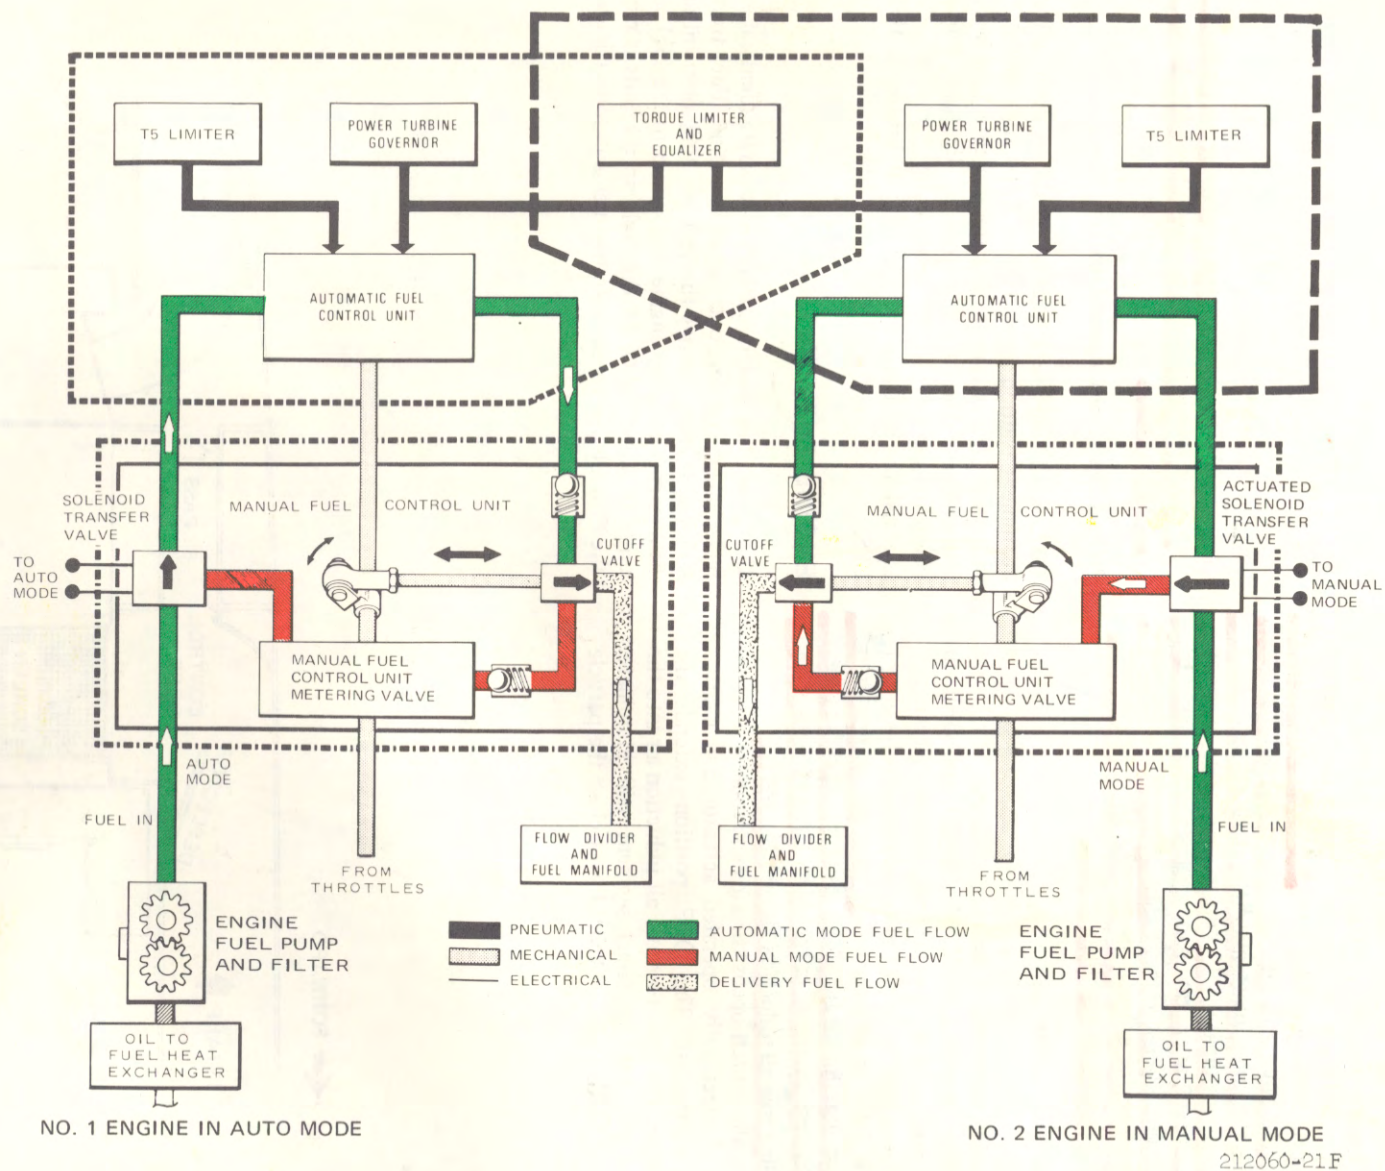 T5 LIMITER
POWER TURBINE
GOVERNOR
TORQUE LIMITER
AND
EQUALIZER
POWER TURBINE
GOVERNOR
T5 LIMITER
AUTOMATIC FUEL
CONTROL UNIT
AUTOMATIC FUEL
CONTROL UNIT
SOLENOID
TRANSFER
VALVE
MANUAL FUEL CONTROL UNIT
CUTOFF
VALVE
TO
AUTO
MODE
MANUAL FUEL
CONTROL UNIT
METERING VALVE
AUTO
MODE
FUEL IN
FROM
THROTTLES
FLOW DIVIDER
AND
FUEL MANIFOLD
ENGINE
FUEL PUMP
AND FILTER
OIL TO
FUEL HEAT
EXCHANGER
NO. 1 ENGINE IN AUTO MODE
ACTUATED
SOLENOID
TRANSFER
VALVE
MANUAL FUEL CONTROL UNIT
CUTOFF
VALVE
TO
MANUAL
MODE
MANUAL FUEL
CONTROL UNIT
METERING VALVE
MANUAL
MODE
FUEL IN
FROM
THROTTLES
FLOW DIVIDER
AND
FUEL MANIFOLD
ENGINE
FUEL PUMP
AND FILTER
OIL TO
FUEL HEAT
EXCHANGER
NO. 2 ENGINE IN MANUAL MODE
PNEUMATIC
MECHANICAL
ELECTRICAL
AUTOMATIC MODE FUEL FLOW
MANUAL MODE FUEL FLOW
DELIVERY FUEL FLOW
212060-21F